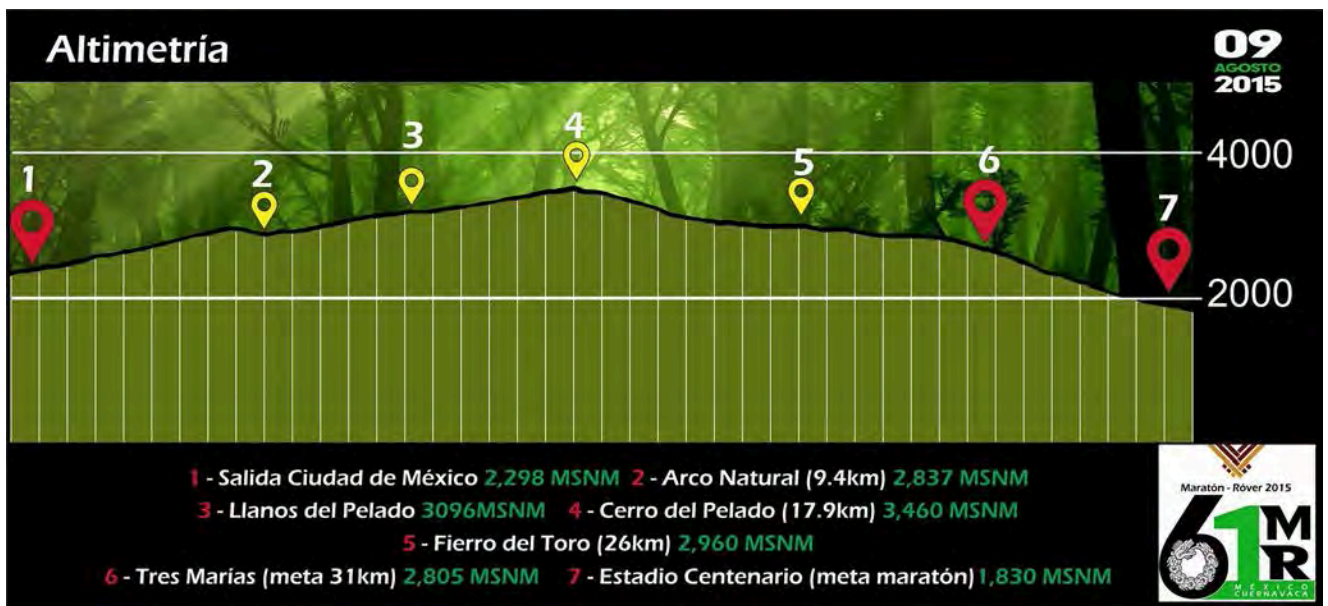 Altimetría
09
AGOSTO
2015
1
2
3
4
5
6
7
4000
2000
1 - Salida Ciudad de México 2,298 MSNM 2 - Arco Natural (9.4km) 2,837 MSNM
3 - Llanos del Pelado 3096MSNM 4 - Cerro del Pelado (17.9km) 3,460 MSNM
5 - Fierro del Toro (26km) 2,960 MSNM
6 - Tres Marías (meta 31km) 2,805 MSNM 7 - Estadio Centenario (meta maratón) 1,830 MSNM
Maratón - Róver 2015
61 MR
MÉXICO
CUERNAVACA